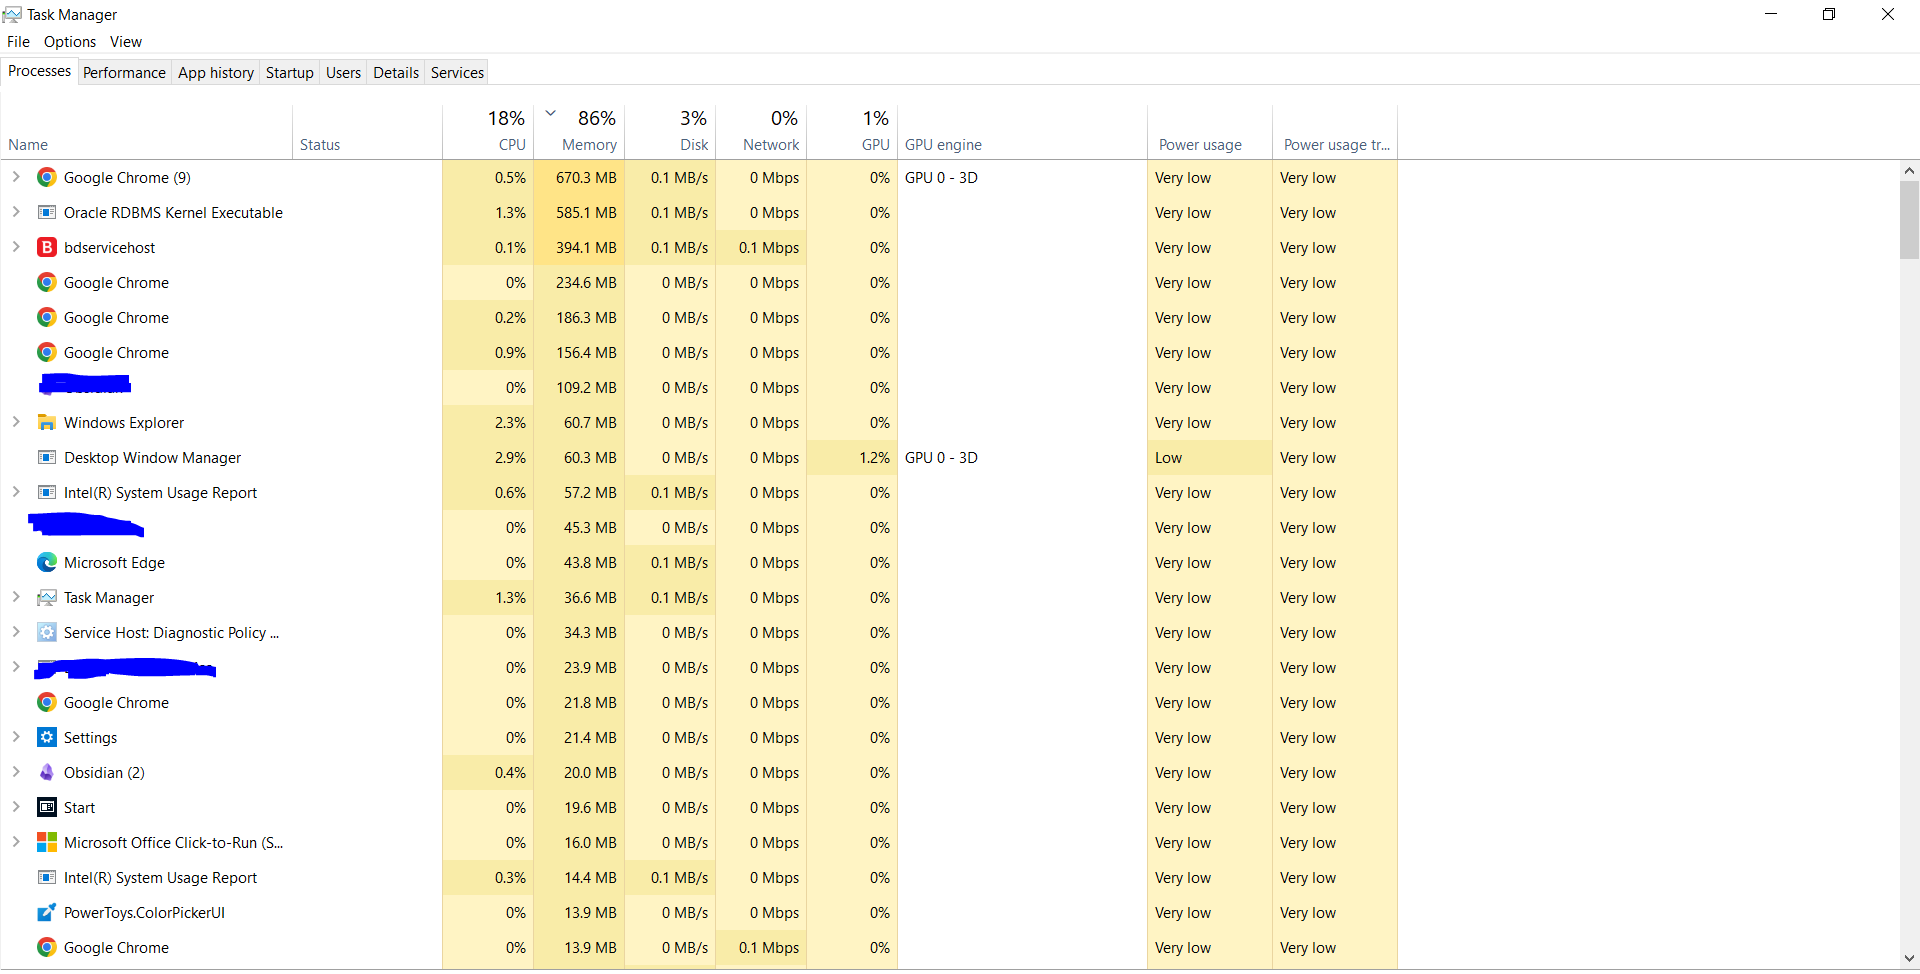 Task Manager
File Options View
Processes Performance App history Startup Users Details Services
18% 86% 3% 0% 1%
Name Status CPU Memory Disk Network GPU GPU engine Power usage Power usage tr...
Google Chrome (9) 0.5% 670.3 MB 0.1 MB/s 0 Mbps 0% GPU 0 - 3D Very low Very low
Oracle RDBMS Kernel Executable 1.3% 585.1 MB 0.1 MB/s 0 Mbps 0% Very low Very low
B bdservicehost 0.1% 394.1 MB 0.1 MB/s 0.1 Mbps 0% Very low Very low
Google Chrome 0% 234.6 MB 0 MB/s 0 Mbps 0% Very low Very low
Google Chrome 0.2% 186.3 MB 0 MB/s 0 Mbps 0% Very low Very low
Google Chrome 0.9% 156.4 MB 0 MB/s 0 Mbps 0% Very low Very low
0% 109.2 MB 0 MB/s 0 Mbps 0% Very low Very low
Windows Explorer 2.3% 60.7 MB 0 MB/s 0 Mbps 0% Very low Very low
Desktop Window Manager 2.9% 60.3 MB 0 MB/s 0 Mbps 1.2% GPU 0 - 3D Low Very low
Intel(R) System Usage Report 0.6% 57.2 MB 0.1 MB/s 0 Mbps 0% Very low Very low
0% 45.3 MB 0 MB/s 0 Mbps 0% Very low Very low
Microsoft Edge 0% 43.8 MB 0.1 MB/s 0 Mbps 0% Very low Very low
Task Manager 1.3% 36.6 MB 0.1 MB/s 0 Mbps 0% Very low Very low
Service Host: Diagnostic Policy ... 0% 34.3 MB 0 MB/s 0 Mbps 0% Very low Very low
0% 23.9 MB 0 MB/s 0 Mbps 0% Very low Very low
Google Chrome 0% 21.8 MB 0 MB/s 0 Mbps 0% Very low Very low
Settings 0% 21.4 MB 0 MB/s 0 Mbps 0% Very low Very low
Obsidian (2) 0.4% 20.0 MB 0 MB/s 0 Mbps 0% Very low Very low
Start 0% 19.6 MB 0 MB/s 0 Mbps 0% Very low Very low
Microsoft Office Click-to-Run (S... 0% 16.0 MB 0 MB/s 0 Mbps 0% Very low Very low
Intel(R) System Usage Report 0.3% 14.4 MB 0.1 MB/s 0 Mbps 0% Very low Very low
PowerToys.ColorPickerUI 0% 13.9 MB 0 MB/s 0 Mbps 0% Very low Very low
Google Chrome 0% 13.9 MB 0 MB/s 0.1 Mbps 0% Very low Very low